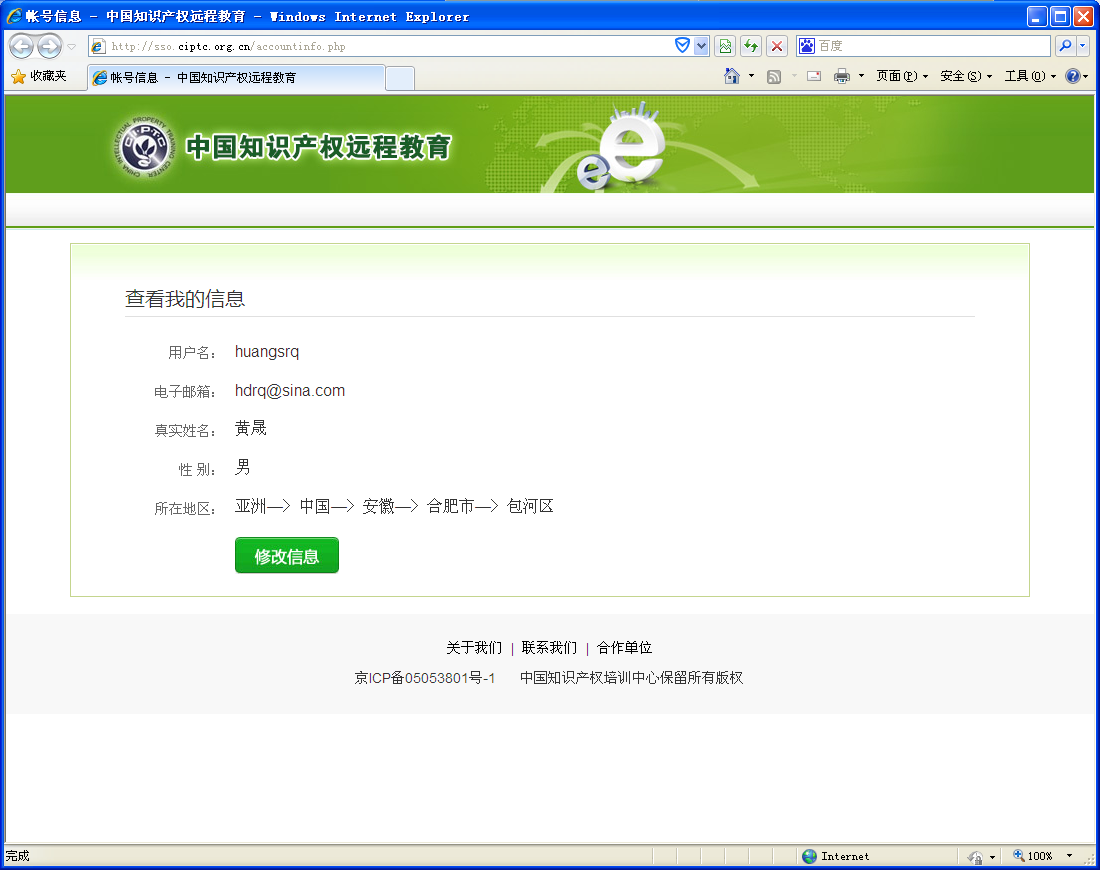 帐号信息 - 中国知识产权远程教育 - Windows Internet Explorer
http://sso.ciptc.org.cn/accountinfo.php
百度
收藏夹
帐号信息 - 中国知识产权远程教育
页面(P)
安全(S)
工具(O)
INTELLECTUAL PROPERTY TRAINING CENTER
CHINA
C·I·P·T·C
中国知识产权远程教育
查看我的信息
用户名: huangsrq
电子邮箱: hdrq@sina.com
真实姓名: 黄晟
性 别: 男
所在地区: 亚洲—> 中国—> 安徽—> 合肥市—> 包河区
修改信息
关于我们 | 联系我们 | 合作单位
京ICP备05053801号-1 中国知识产权培训中心保留所有版权
完成
Internet
100%